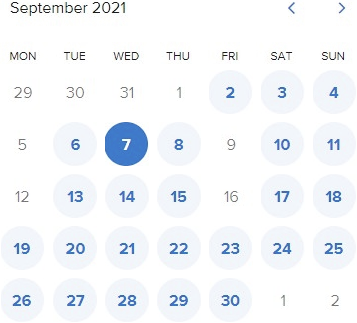 September 2021
MON TUE WED THU FRI SAT SUN
29 30 31 1 2 3 4
5 6 7 8 9 10 11
12 13 14 15 16 17 18
19 20 21 22 23 24 25
26 27 28 29 30 1 2